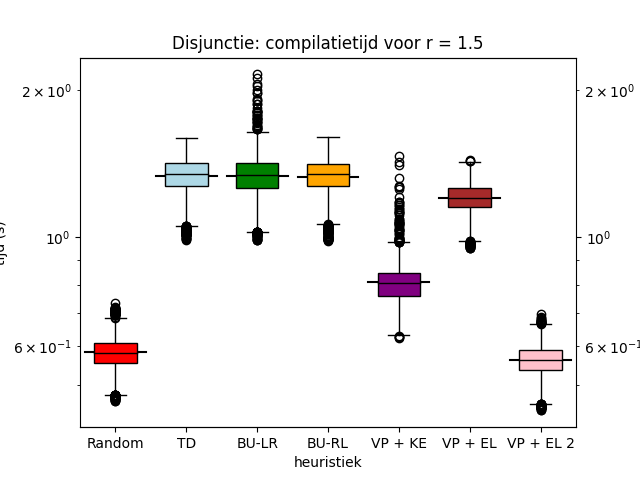 Disjunctie: compilatietijd voor r = 1.5
2 × 10⁰
2 × 10⁰
10⁰
10⁰
6 × 10⁻¹
6 × 10⁻¹
tijd (s)
Random TD BU-LR BU-RL VP + KE VP + EL VP + EL 2
heuristiek